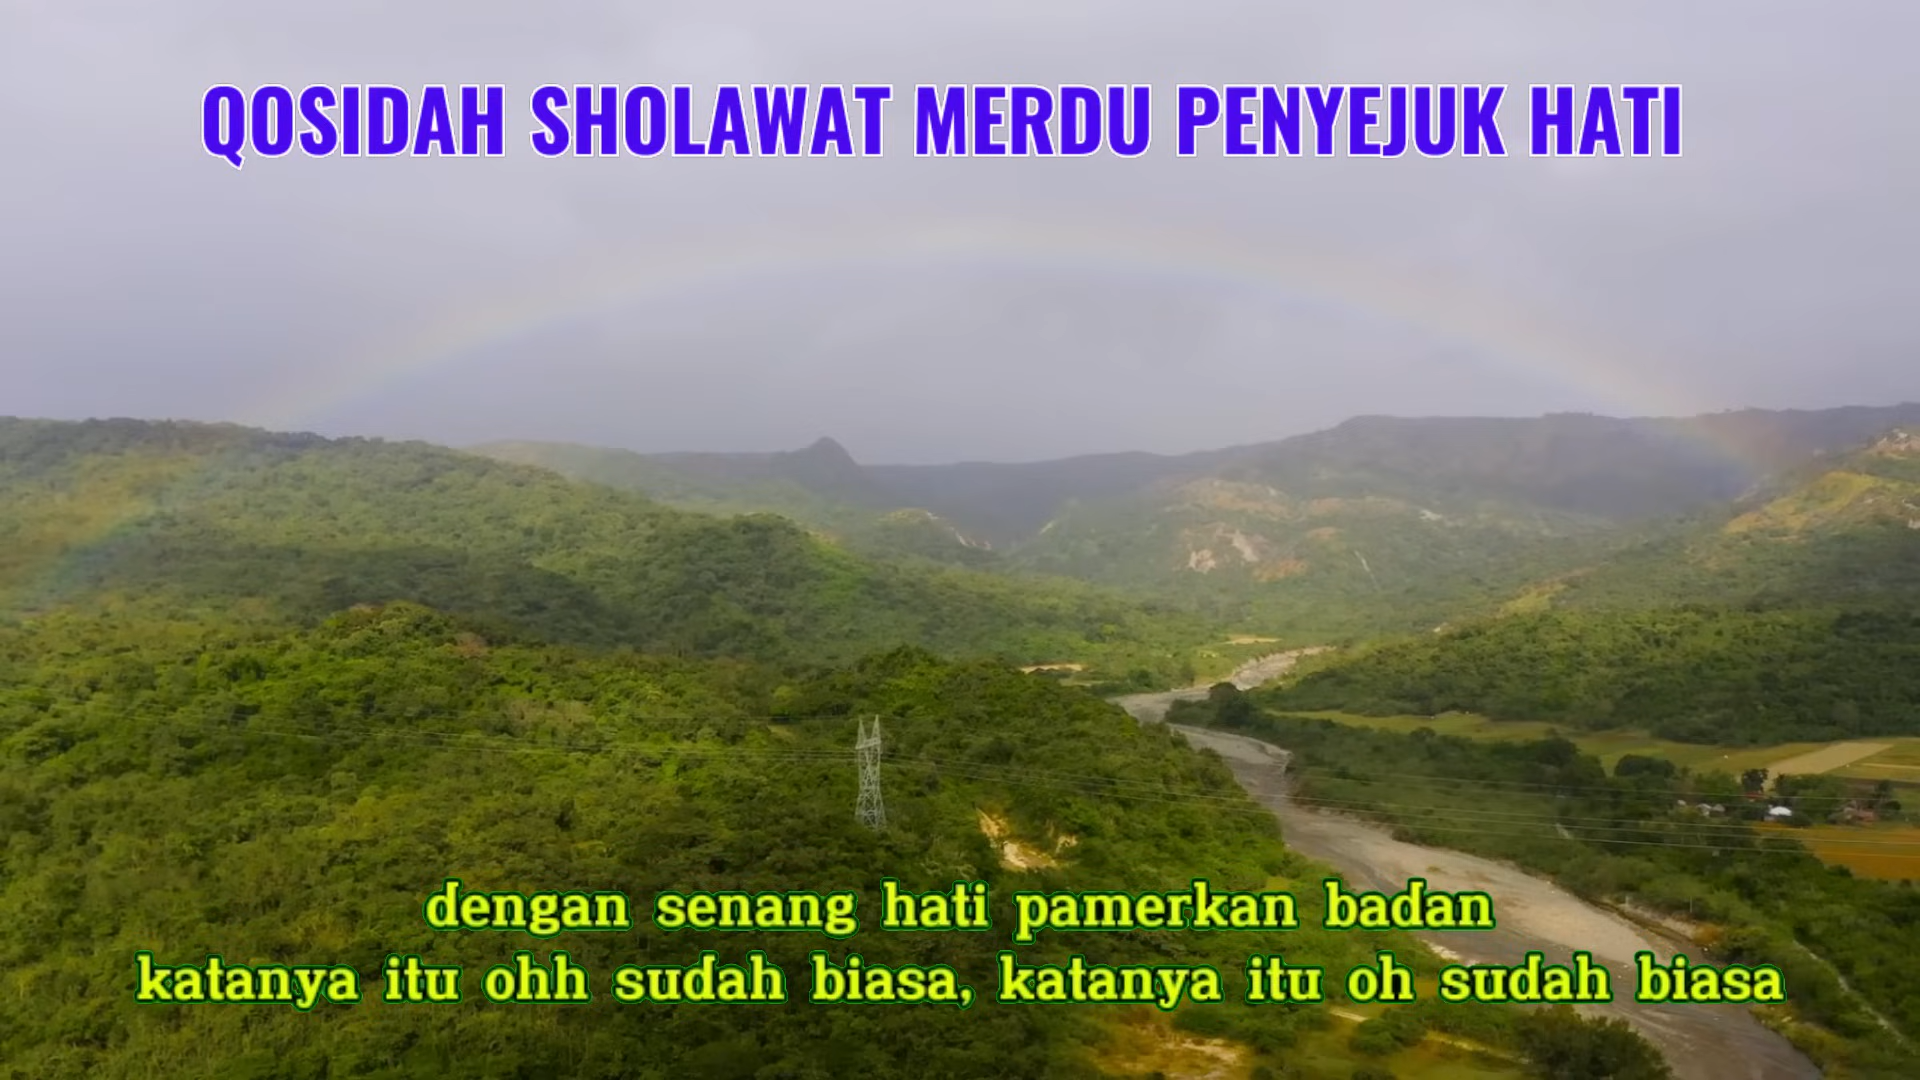 QOSIDAH SHOLAWAT MERDU PENYEJUK HATI
dengan senang hati pamerkan badan
katanya itu ohh sudah biasa, katanya itu oh sudah biasa